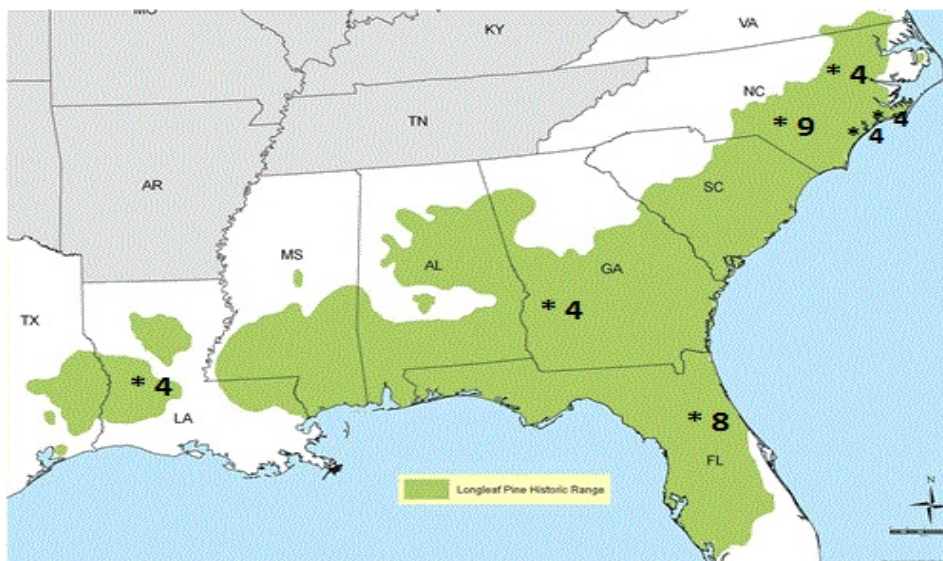 MO
KY
VA
* 4
NC
* 9
* 4
* 4
TN
AR
SC
MS
AL
GA
* 4
TX
* 4
LA
* 8
FL
Longleaf Pine Historic Range
N